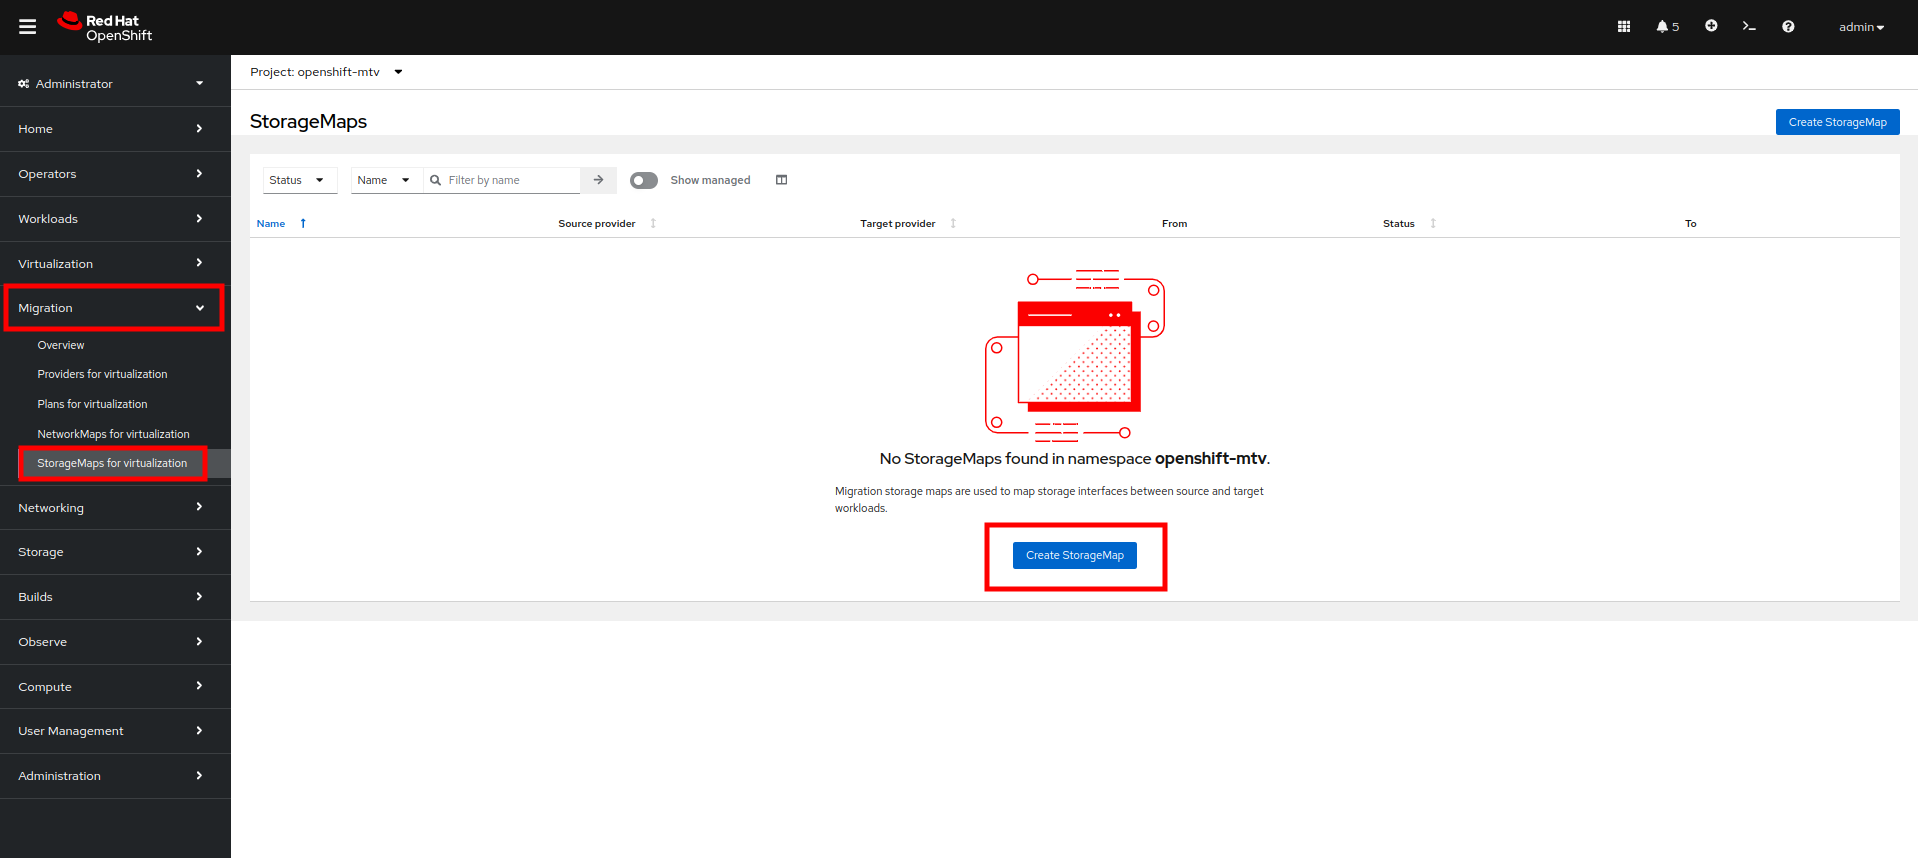 Red Hat
OpenShift
5
admin
Administrator
Home
Operators
Workloads
Virtualization
Migration
Overview
Providers for virtualization
Plans for virtualization
NetworkMaps for virtualization
StorageMaps for virtualization
Networking
Storage
Builds
Observe
Compute
User Management
Administration
Project: openshift-mtv
StorageMaps
Create StorageMap
Status
Name
Filter by name
Show managed
Name Source provider Target provider From Status To
No StorageMaps found in namespace openshift-mtv.
Migration storage maps are used to map storage interfaces between source and target
workloads.
Create StorageMap